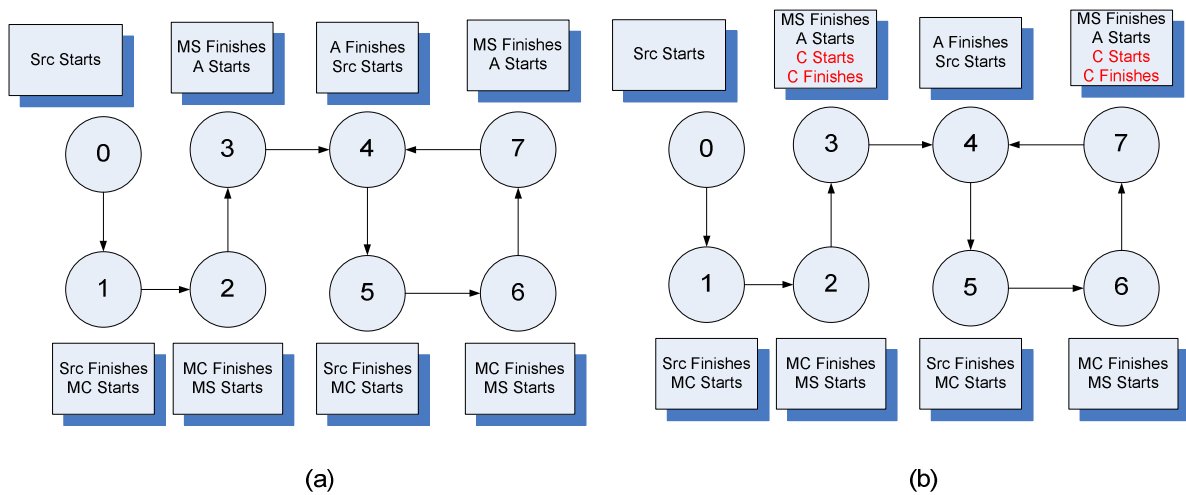 Src Starts
MS Finishes
A Starts
A Finishes
Src Starts
MS Finishes
A Starts
0
3
4
7
1
2
5
6
Src Finishes
MC Starts
MC Finishes
MS Starts
Src Finishes
MC Starts
MC Finishes
MS Starts
(a)
Src Starts
MS Finishes
A Starts
C Starts
C Finishes
A Finishes
Src Starts
MS Finishes
A Starts
C Starts
C Finishes
0
3
4
7
1
2
5
6
Src Finishes
MC Starts
MC Finishes
MS Starts
Src Finishes
MC Starts
MC Finishes
MS Starts
(b)